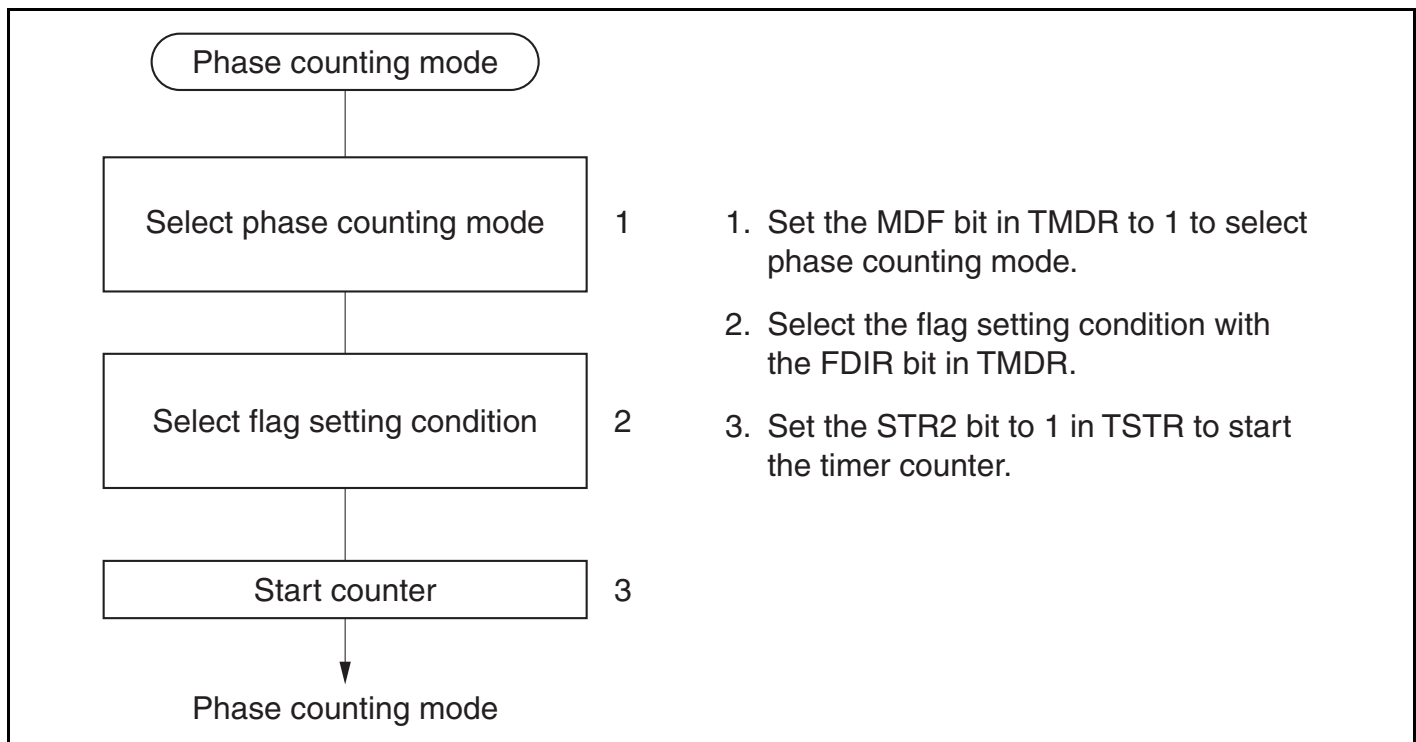 Phase counting mode
Select phase counting mode 1
Select flag setting condition 2
Start counter 3
Phase counting mode
1. Set the MDF bit in TMDR to 1 to select
phase counting mode.
2. Select the flag setting condition with
the FDIR bit in TMDR.
3. Set the STR2 bit to 1 in TSTR to start
the timer counter.